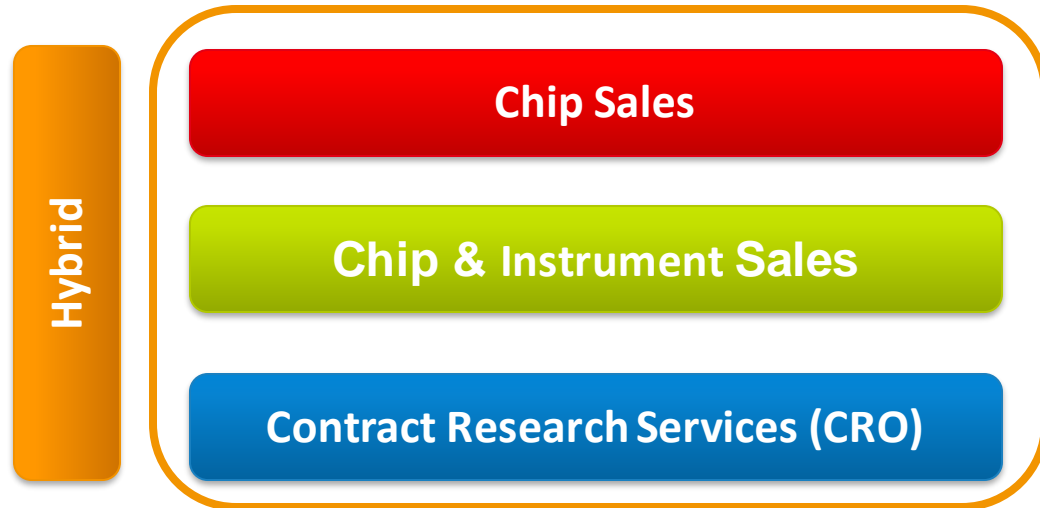 Hybrid
Chip Sales
Chip & Instrument Sales
Contract Research Services (CRO)